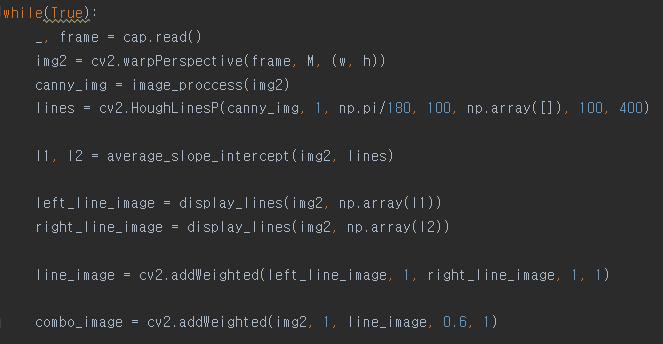 while(True):
    _, frame = cap.read()
    img2 = cv2.warpPerspective(frame, M, (w, h))
    canny_img = image_proccess(img2)
    lines = cv2.HoughLinesP(canny_img, 1, np.pi/180, 100, np.array([]), 100, 400)
    l1, l2 = average_slope_intercept(img2, lines)
    left_line_image = display_lines(img2, np.array(l1))
    right_line_image = display_lines(img2, np.array(l2))
    line_image = cv2.addWeighted(left_line_image, 1, right_line_image, 1, 1)
    combo_image = cv2.addWeighted(img2, 1, line_image, 0.6, 1)